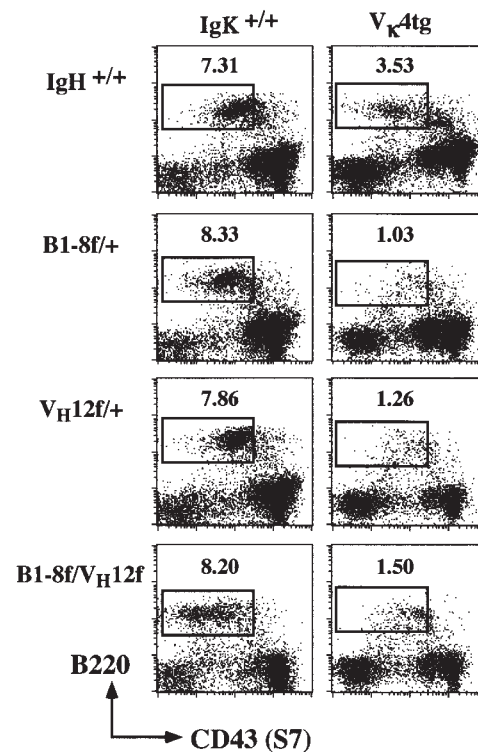 IgK +/+ Vκ4tg
IgH +/+ 7.31 3.53
B1-8f/+ 8.33 1.03
VH12f/+ 7.86 1.26
B1-8f/VH12f 8.20 1.50
B220
CD43 (S7)